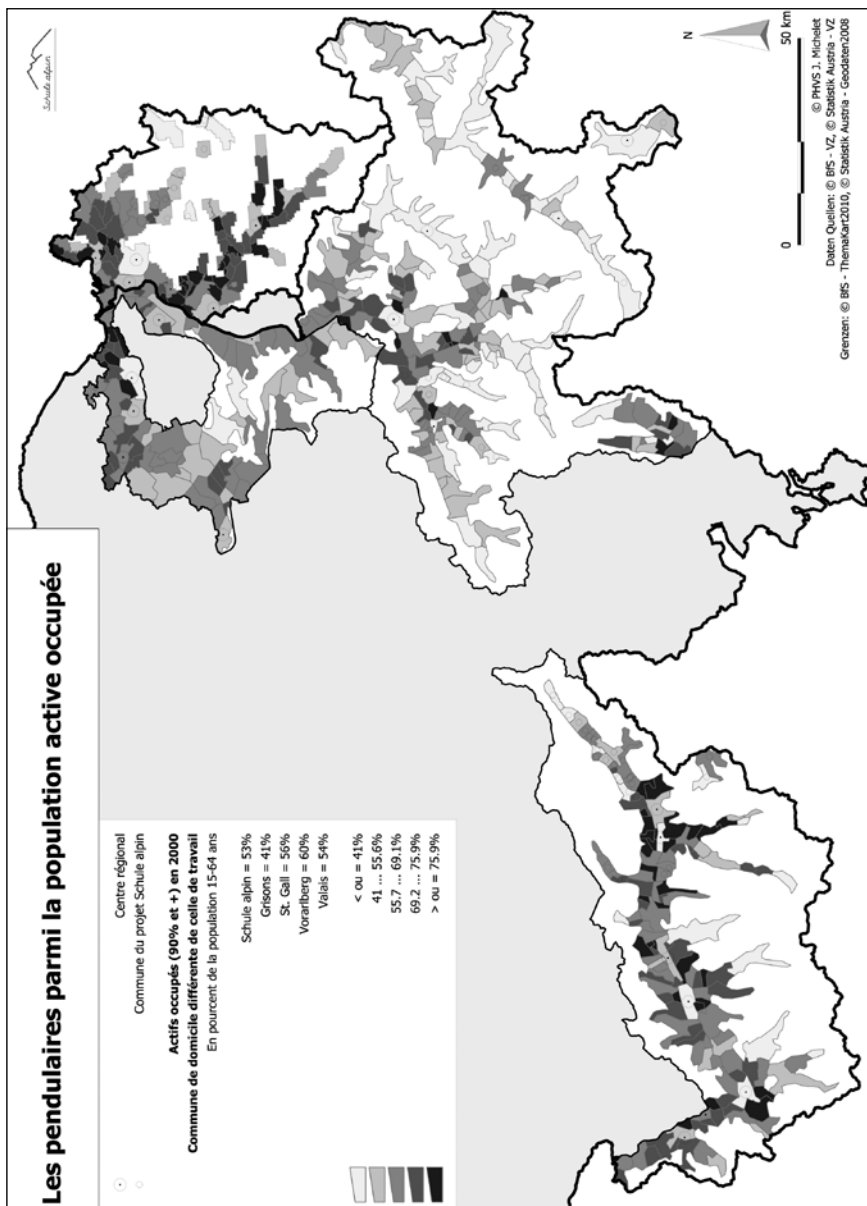 Les pendulaires parmi la population active occupée
Centre régional
Commune du projet Schule alpin
Actifs occupés (90% et +) en 2000
Commune de domicile différente de celle de travail
En pourcent de la population 15-64 ans
Schule alpin = 53%
Grisons = 41%
St. Gall = 56%
Vorarlberg = 60%
Valais = 54%
< ou = 41%
41 ... 55.6%
55.7 ... 69.1%
69.2 ... 75.9%
> ou = 75.9%
Schule alpin
N
0
50 km
© PHVS J. Michelet
Daten Quellen: © BfS - VZ, © Statistik Austria - VZ
Grenzen: © BfS - ThemaKart2010, © Statistik Austria - Geodaten2008